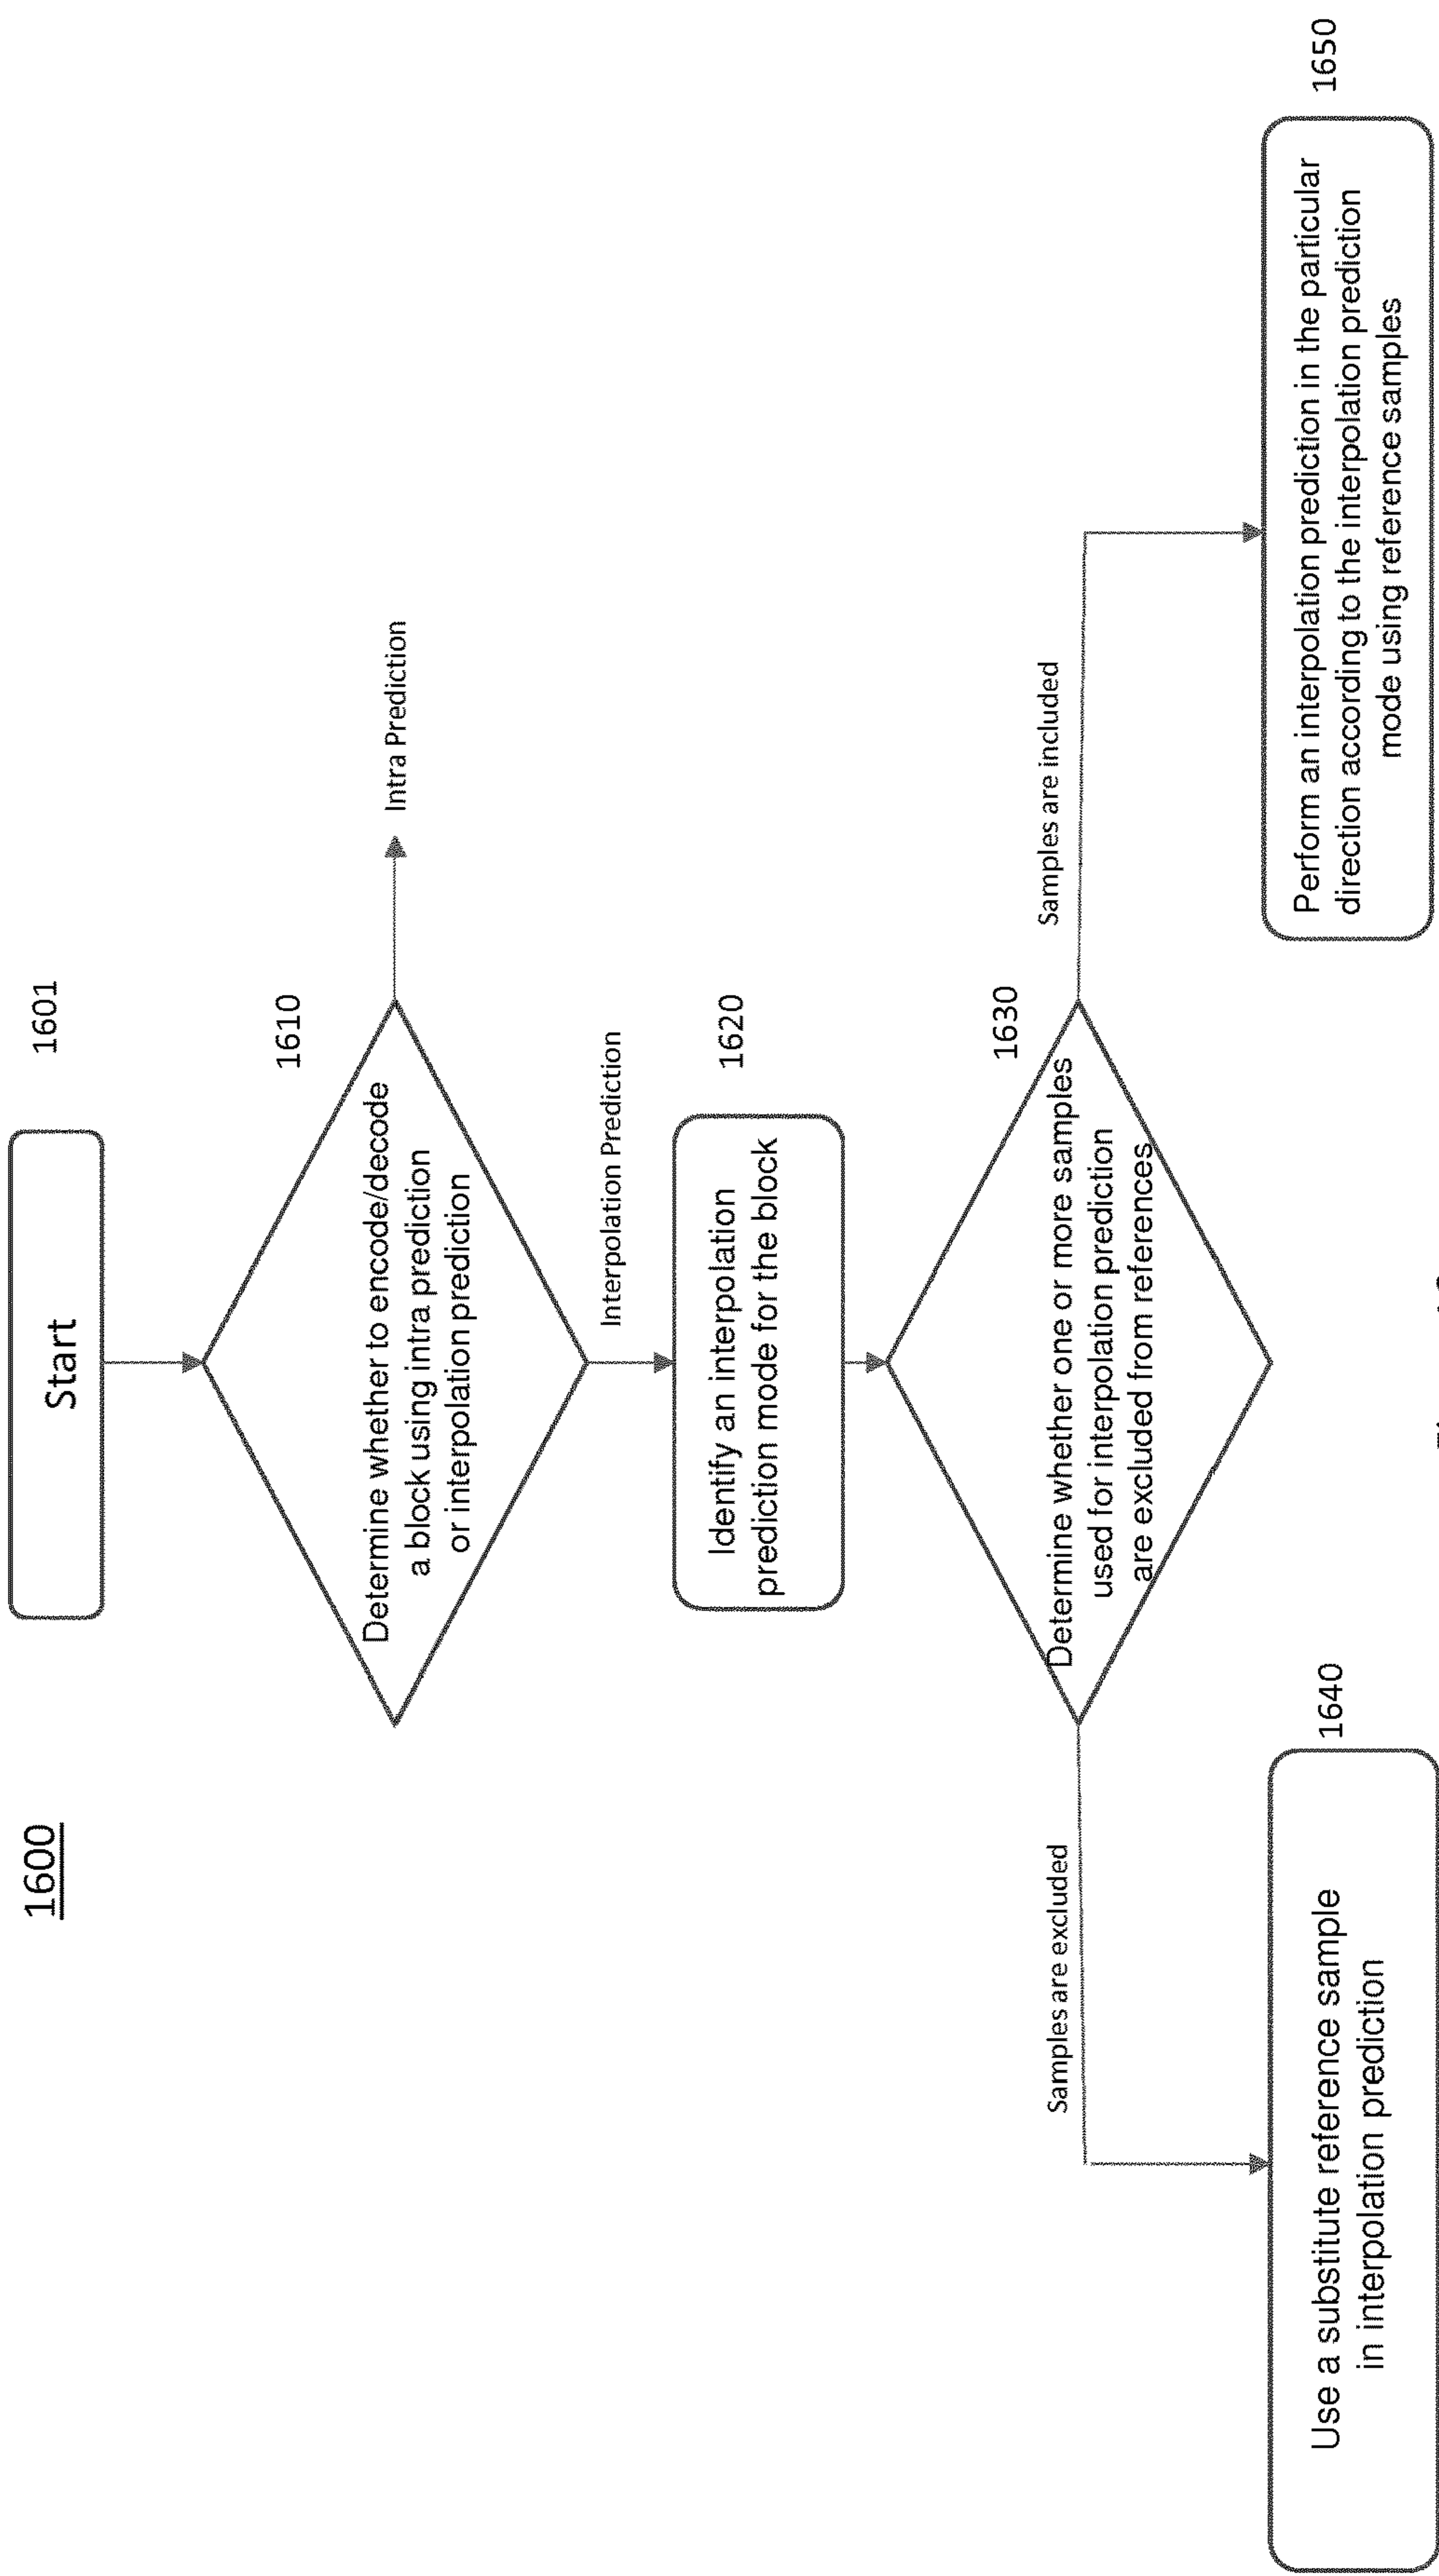 1600
Start
1601
1610
Determine whether to encode/decode
a block using intra prediction
or interpolation prediction
Intra Prediction
Interpolation Prediction
1620
Identify an interpolation
prediction mode for the block
1630
Determine whether one or more samples
used for interpolation prediction
are excluded from references
Samples are excluded
Samples are included
1640
Use a substitute reference sample
in interpolation prediction
1650
Perform an interpolation prediction in the particular
direction according to the interpolation prediction
mode using reference samples